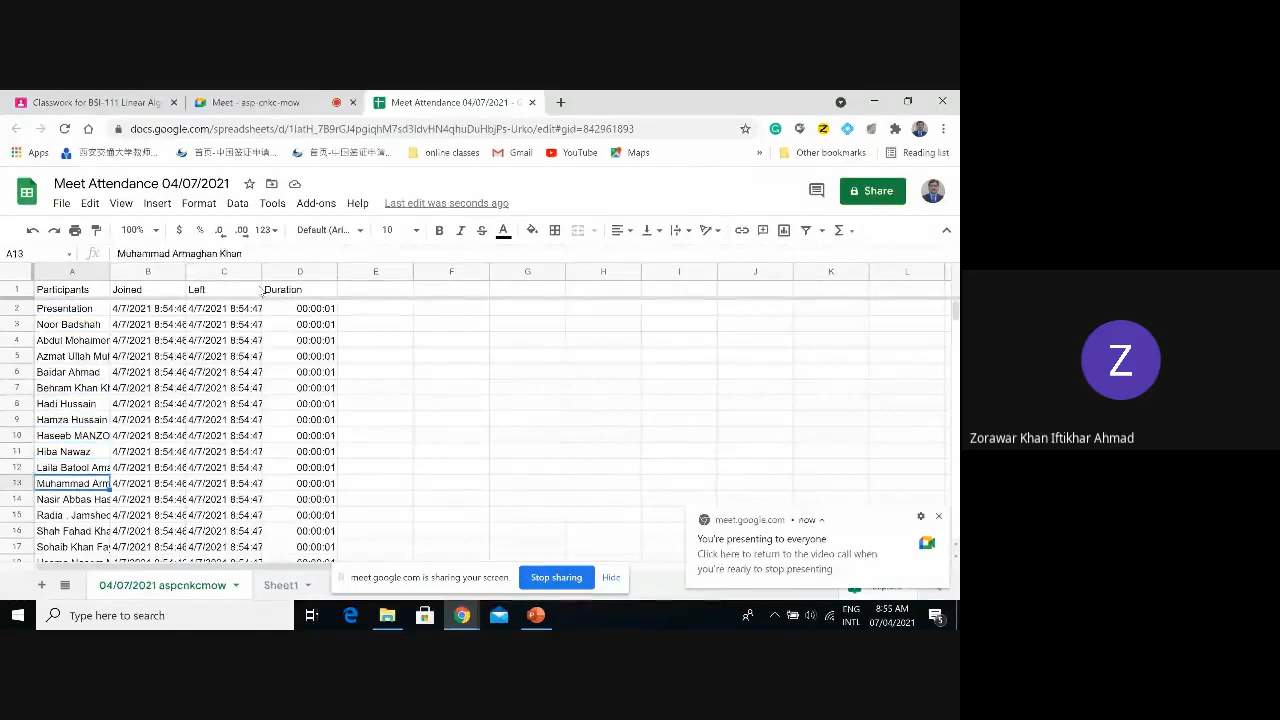 Classwork for BSI-111 Linear Alg
Meet - asp-cnkc-mow
Meet Attendance 04/07/2021 - G
Apps
online classes
Gmail
YouTube
Maps
»
Other bookmarks
Reading list
Meet Attendance 04/07/2021
Share
File Edit View Insert Format Data Tools Add-ons Help Last edit was seconds ago
100% $ % .0 .00 123 Default (Ari... 10 B I S A
A13 fx Muhammad Armaghan Khan
A B C D E F G H I J K L
1 Participants Joined Left Duration
2 Presentation 4/7/2021 8:54:46 4/7/2021 8:54:47 00:00:01
3 Noor Badshah 4/7/2021 8:54:46 4/7/2021 8:54:47 00:00:01
4 Abdul Mohaimen 4/7/2021 8:54:46 4/7/2021 8:54:47 00:00:01
5 Azmat Ullah Mul 4/7/2021 8:54:46 4/7/2021 8:54:47 00:00:01
6 Baidar Ahmad 4/7/2021 8:54:46 4/7/2021 8:54:47 00:00:01
7 Behram Khan Kl 4/7/2021 8:54:46 4/7/2021 8:54:47 00:00:01
8 Hadi Hussain 4/7/2021 8:54:46 4/7/2021 8:54:47 00:00:01
9 Hamza Hussain 4/7/2021 8:54:46 4/7/2021 8:54:47 00:00:01
10 Haseeb MANZO 4/7/2021 8:54:46 4/7/2021 8:54:47 00:00:01
11 Hiba Nawaz 4/7/2021 8:54:46 4/7/2021 8:54:47 00:00:01
12 Laila Batool Ama 4/7/2021 8:54:46 4/7/2021 8:54:47 00:00:01
13 Muhammad Arm 4/7/2021 8:54:46 4/7/2021 8:54:47 00:00:01
14 Nasir Abbas Has 4/7/2021 8:54:46 4/7/2021 8:54:47 00:00:01
15 Radia , Jamshed 4/7/2021 8:54:46 4/7/2021 8:54:47 00:00:01
16 Shah Fahad Kha 4/7/2021 8:54:46 4/7/2021 8:54:47 00:00:01
17 Sohaib Khan Fay 4/7/2021 8:54:46 4/7/2021 8:54:47 00:00:01
meet.google.com • now
You're presenting to everyone
Click here to return to the video call when
you're ready to stop presenting
04/07/2021 aspcnkcmow
Sheet1
meet.google.com is sharing your screen.
Stop sharing
Hide
Type here to search
ENG
INTL
8:55 AM
07/04/2021
5
Z
Zorawar Khan Iftikhar Ahmad